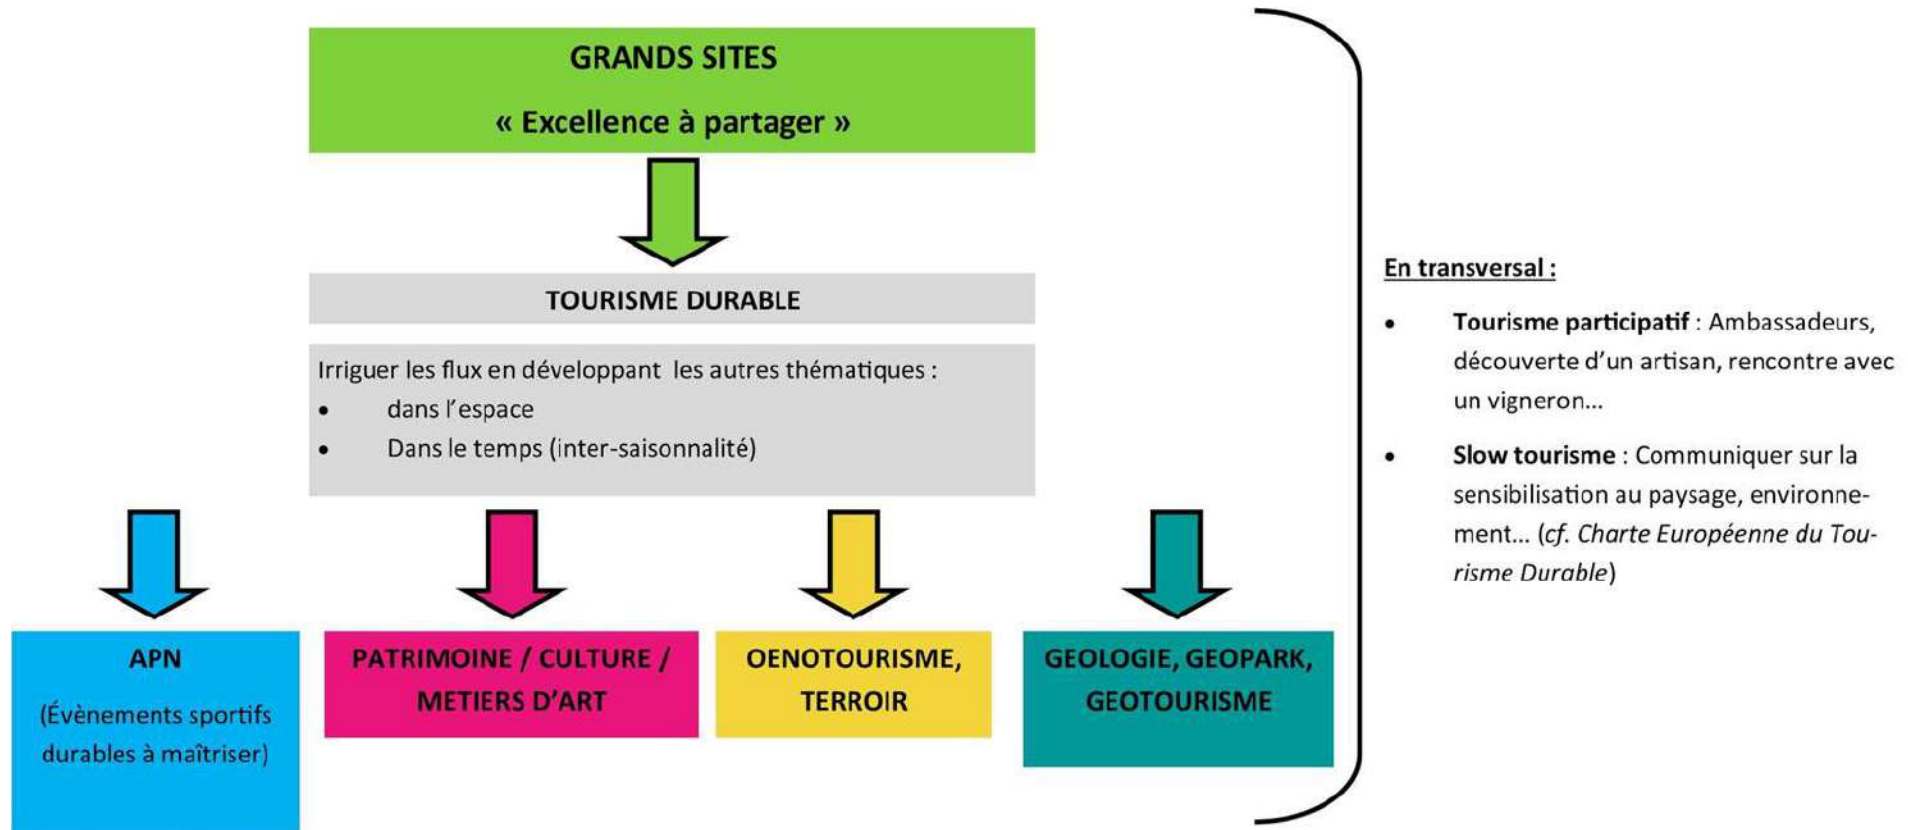 GRANDS SITES
« Excellence à partager »
TOURISME DURABLE
Irriguer les flux en développant les autres thématiques :
• dans l'espace
• Dans le temps (inter-saisonnalité)
APN
(Évènements sportifs
durables à maîtriser)
PATRIMOINE / CULTURE /
METIERS D'ART
OENOTOURISME,
TERROIR
GEOLOGIE, GEOPARK,
GEOTOURISME
En transversal :
• Tourisme participatif : Ambassadeurs,
découverte d'un artisan, rencontre avec
un vigneron...
• Slow tourisme : Communiquer sur la
sensibilisation au paysage, environne-
ment... (cf. Charte Européenne du Tou-
risme Durable)